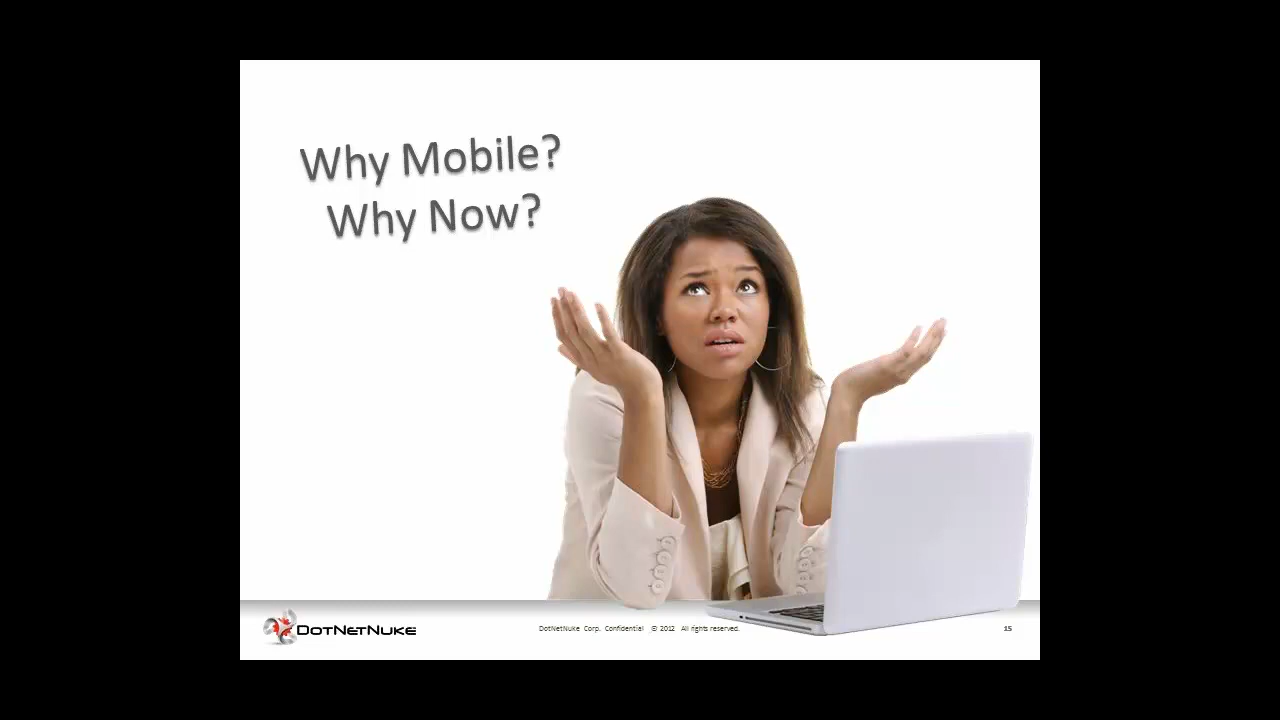 Why Mobile?
Why Now?
DotNetNuke
DotNetNuke Corp. Confidential © 2012 All rights reserved.
15